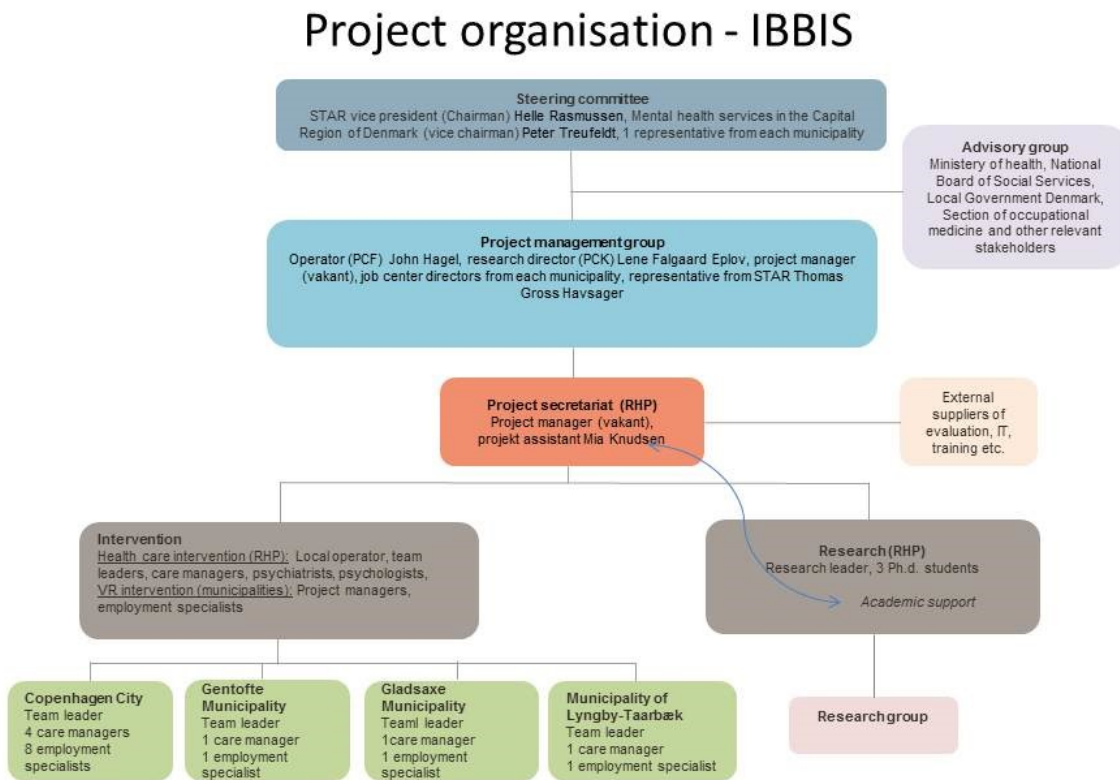 Project organisation - IBBIS
Steering committee
STAR vice president (Chairman) Helle Rasmussen, Mental health services in the Capital
Region of Denmark (vice chairman) Peter Treufeldt, 1 representative from each municipality
Advisory group
Ministry of health, National
Board of Social Services,
Local Government Denmark,
Section of occupational
medicine and other relevant
stakeholders
Project management group
Operator (PCF) John Hagel, research director (PCK) Lene Falgaard Eplov, project manager
(vakant), job center directors from each municipality, representative from STAR Thomas
Gross Havsager
Project secretariat (RHP)
Project manager (vakant),
projekt assistant Mia Knudsen
External
suppliers of
evaluation, IT,
training etc.
Intervention
Health care intervention (RHP): Local operator, team
leaders, care managers, psychiatrists, psychologists,
VR intervention (municipalities): Project managers,
employment specialists
Research (RHP)
Research leader, 3 Ph.d. students
Academic support
Copenhagen City
Team leader
4 care managers
8 employment
specialists
Gentofte
Municipality
Team leader
1 care manager
1 employment
specialist
Gladsaxe
Municipality
Teaml leader
1care manager
1 employment
specialist
Municipality of
Lyngby-Taarbæk
Team leader
1 care manager
1 employment specialist
Research group